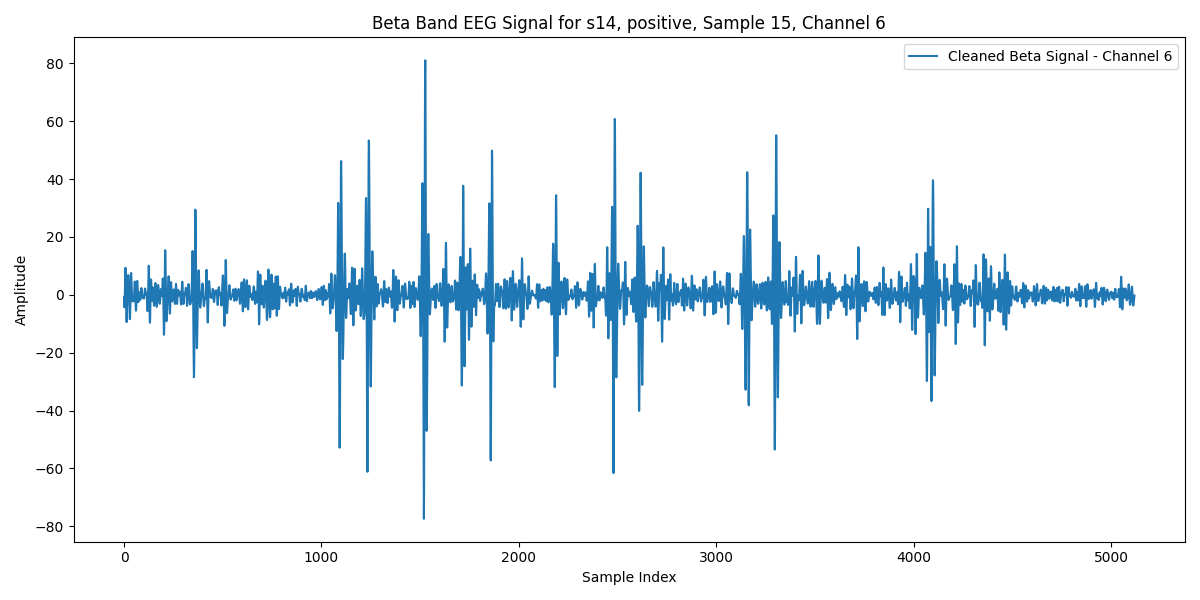 Beta Band EEG Signal for s14, positive, Sample 15, Channel 6
Cleaned Beta Signal - Channel 6
Amplitude
80
60
40
20
0
−20
−40
−60
−80
0 1000 2000 3000 4000 5000
Sample Index